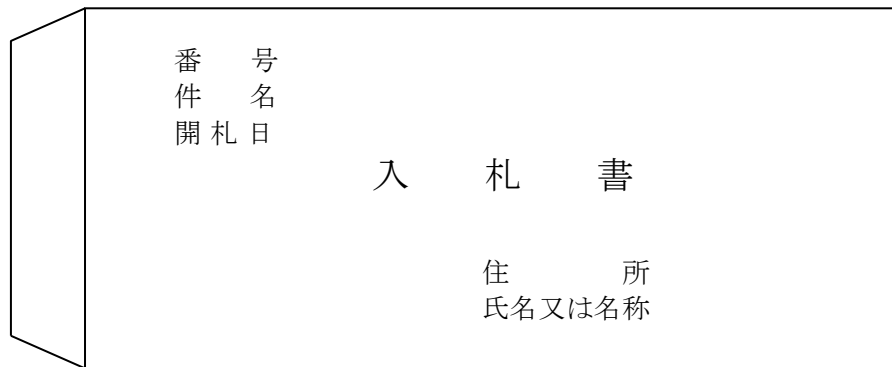 番　　号
件　　名
開 札 日
入　札　書
住　　　所
氏名又は名称